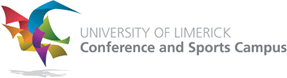 UNIVERSITY OF LIMERICK
Conference and Sports Campus